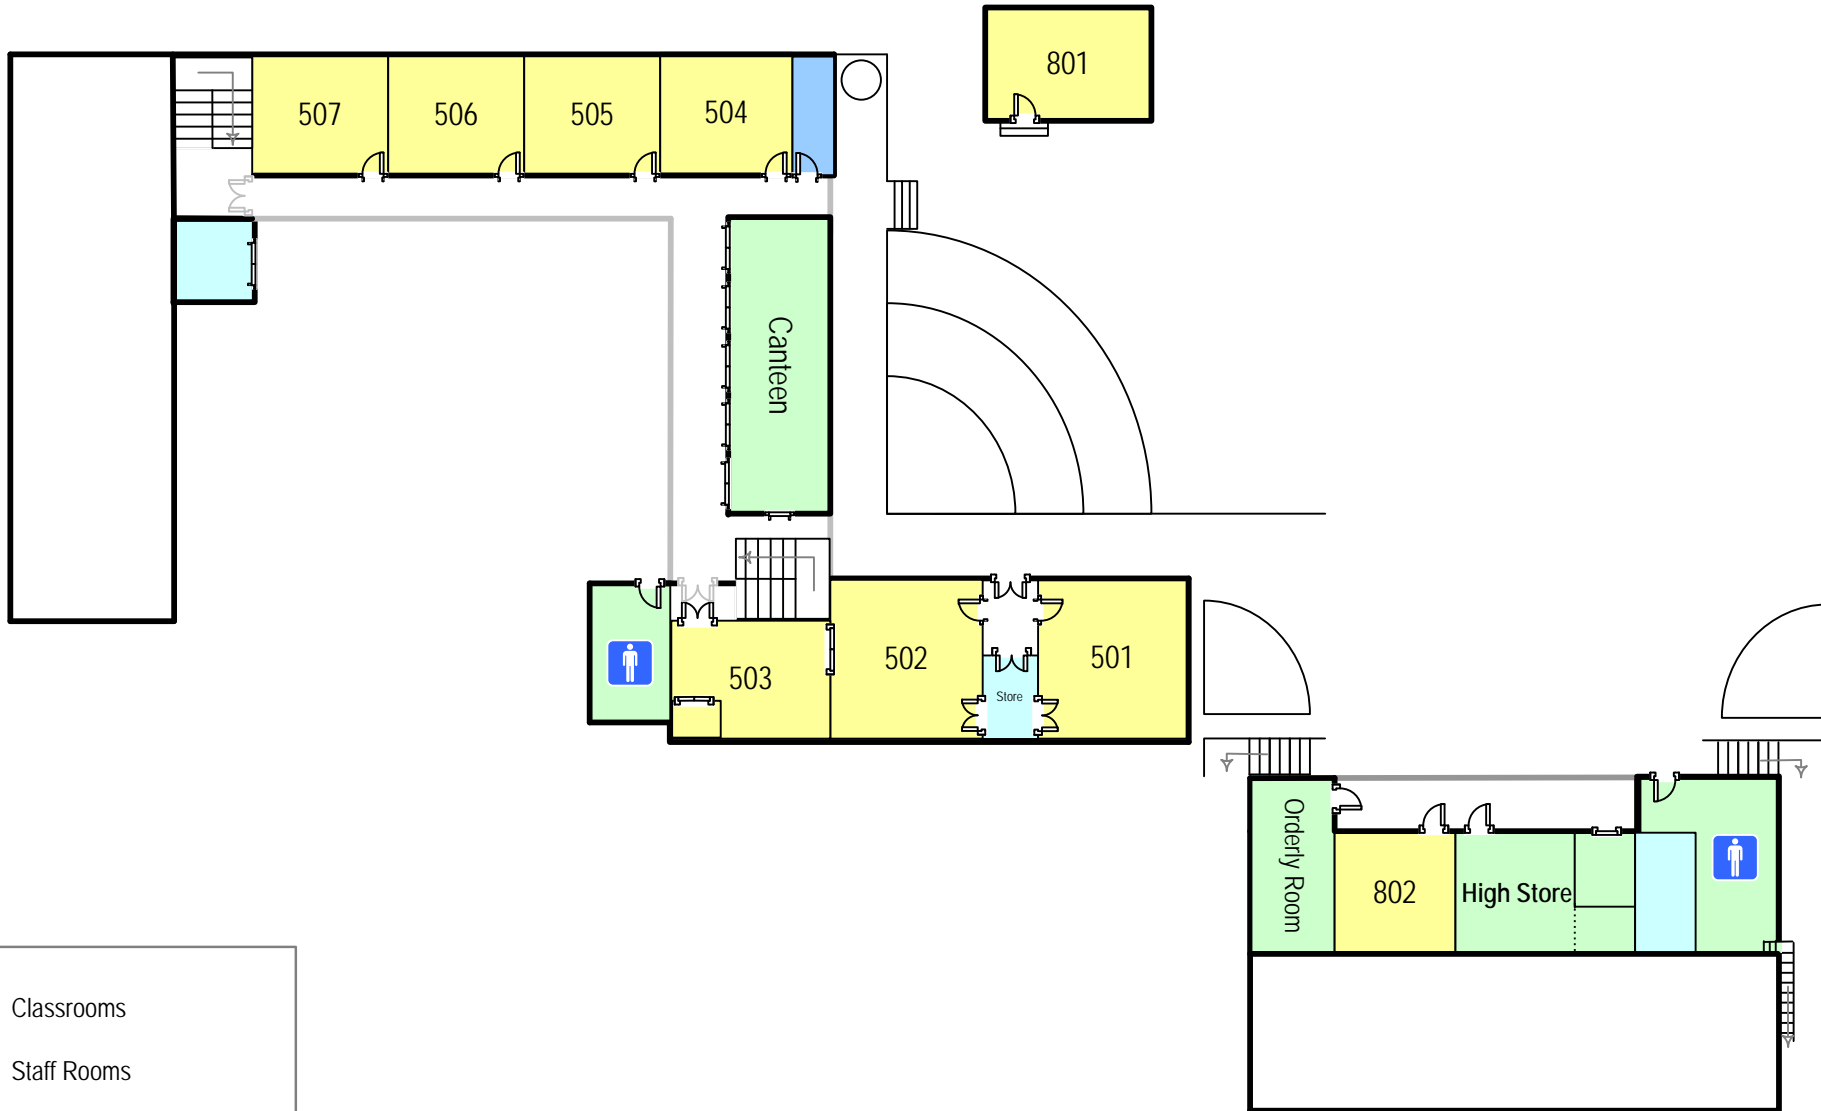 801
507
506
505
504
Canteen
503
502
Store
501
Orderly Room
802
High Store
Classrooms
Staff Rooms